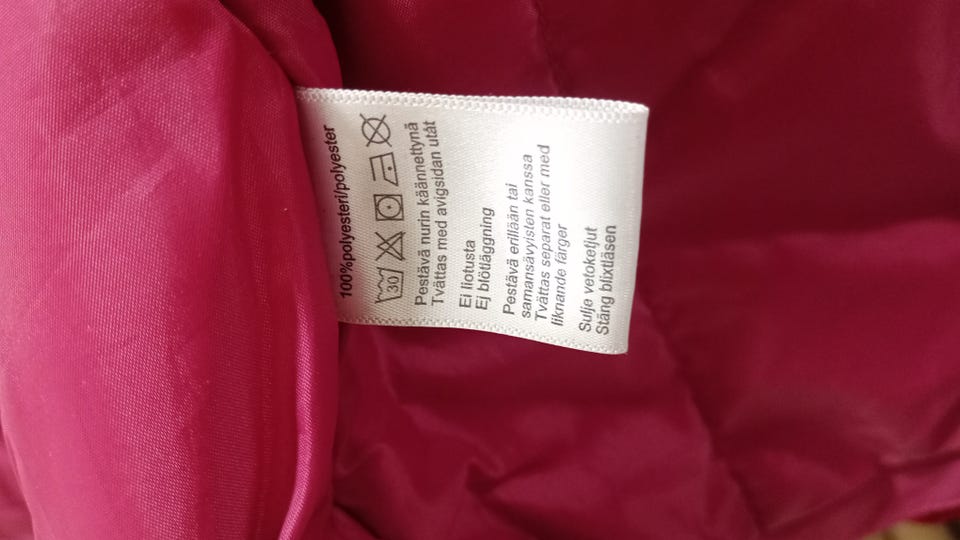 100%polyesteri/polyester
30
Pestävä nurin käännettynä
Tvättas med avigsidan utåt
Ei liotusta
Ej blötläggning
Pestävä erillään tai
samansävyisten kanssa
Tvättas separat eller med
liknande färger
Sulje vetoketjut
Stäng blixtlåsen